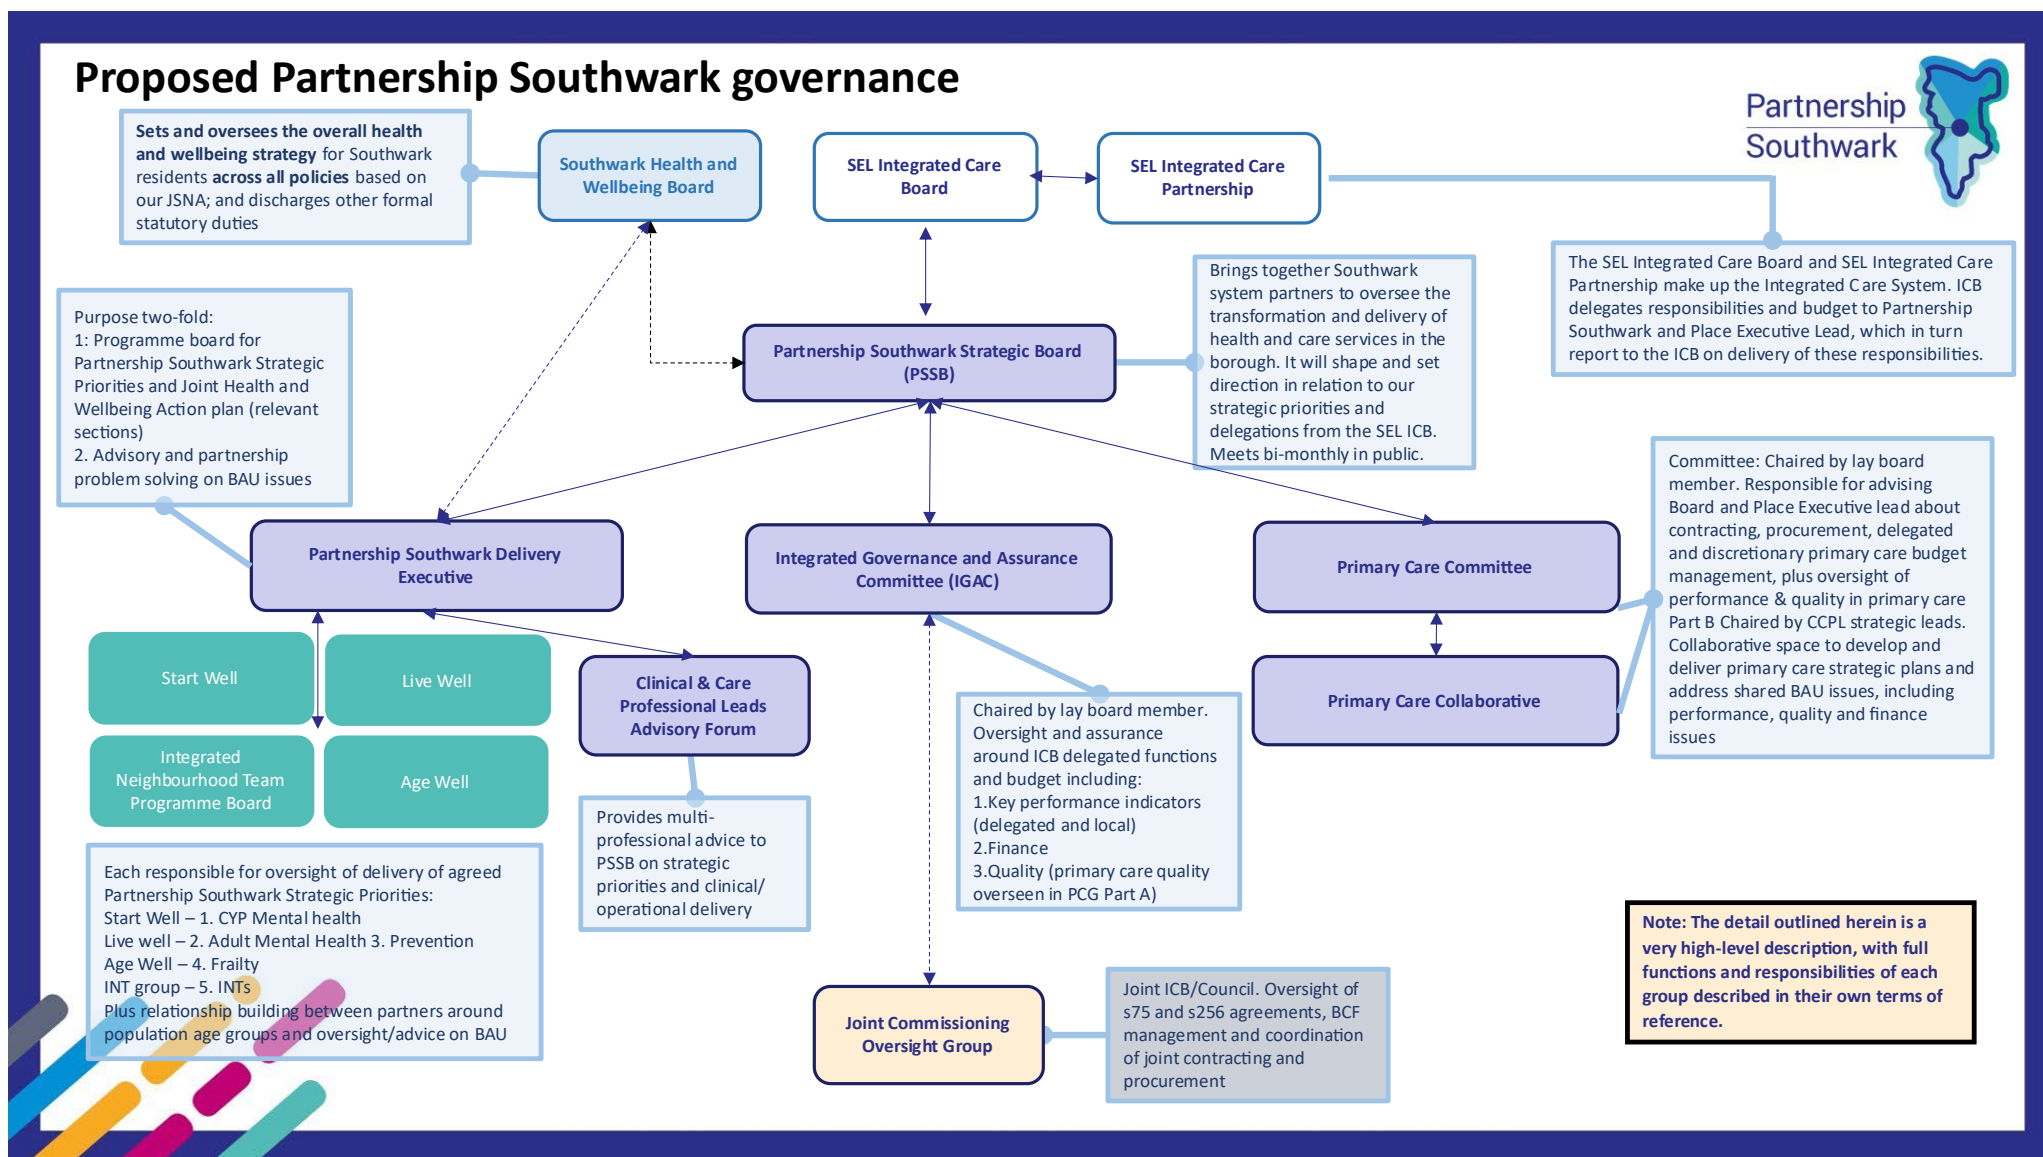 Proposed Partnership Southwark governance
Partnership
Southwark
Sets and oversees the overall health
and wellbeing strategy for Southwark
residents across all policies based on
our JSNA; and discharges other formal
statutory duties
Southwark Health and
Wellbeing Board
SEL Integrated Care
Board
SEL Integrated Care
Partnership
The SEL Integrated Care Board and SEL Integrated Care
Partnership make up the Integrated Care System. ICB
delegates responsibilities and budget to Partnership
Southwark and Place Executive Lead, which in turn
report to the ICB on delivery of these responsibilities.
Purpose two-fold:
1: Programme board for
Partnership Southwark Strategic
Priorities and Joint Health and
Wellbeing Action plan (relevant
sections)
2. Advisory and partnership
problem solving on BAU issues
Partnership Southwark Strategic Board
(PSSB)
Brings together Southwark
system partners to oversee the
transformation and delivery of
health and care services in the
borough. It will shape and set
direction in relation to our
strategic priorities and
delegations from the SEL ICB.
Meets bi-monthly in public.
Partnership Southwark Delivery
Executive
Integrated Governance and Assurance
Committee (IGAC)
Primary Care Committee
Committee: Chaired by lay board
member. Responsible for advising
Board and Place Executive lead about
contracting, procurement, delegated
and discretionary primary care budget
management, plus oversight of
performance & quality in primary care
Part B Chaired by CCPL strategic leads.
Collaborative space to develop and
deliver primary care strategic plans and
address shared BAU issues, including
performance, quality and finance
issues
Start Well
Live Well
Integrated
Neighbourhood Team
Programme Board
Age Well
Clinical & Care
Professional Leads
Advisory Forum
Primary Care Collaborative
Provides multi-
professional advice to
PSSB on strategic
priorities and clinical/
operational delivery
Chaired by lay board member.
Oversight and assurance
around ICB delegated functions
and budget including:
1.Key performance indicators
(delegated and local)
2.Finance
3.Quality (primary care quality
overseen in PCG Part A)
Each responsible for oversight of delivery of agreed
Partnership Southwark Strategic Priorities:
Start Well – 1. CYP Mental health
Live well – 2. Adult Mental Health 3. Prevention
Age Well – 4. Frailty
INT group – 5. INTs
Plus relationship building between partners around
population age groups and oversight/advice on BAU
Joint Commissioning
Oversight Group
Joint ICB/Council. Oversight of
s75 and s256 agreements, BCF
management and coordination
of joint contracting and
procurement
Note: The detail outlined herein is a
very high-level description, with full
functions and responsibilities of each
group described in their own terms of
reference.